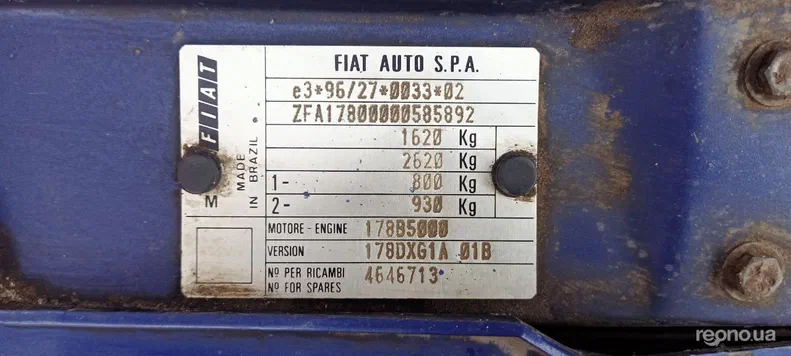 FIAT AUTO S.P.A.
FIAT
e3*96/27*0033*02
ZFA17800000585892
1620 Kg
2620 Kg
1- 800 Kg
2- 930 Kg
MADE
IN BRAZIL
M
MOTORE - ENGINE 178B5000
VERSION 178DXG1A 01B
Nº PER RICAMBI
Nº FOR SPARES
4646713
reono.ua